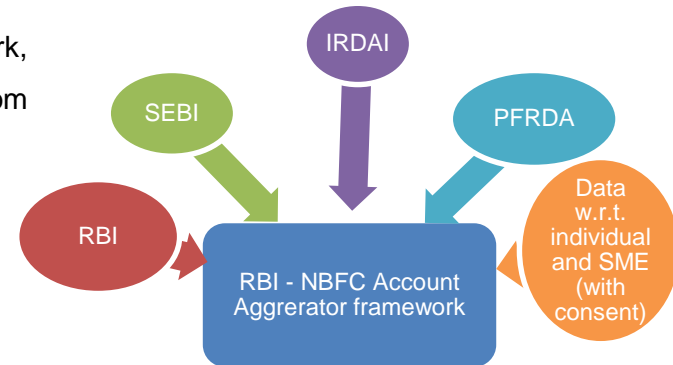 rk,
om
IRDAI
SEBI
PFRDA
RBI
Data
w.r.t.
individual
and SME
(with
consent)
RBI - NBFC Account
Aggrerator framework